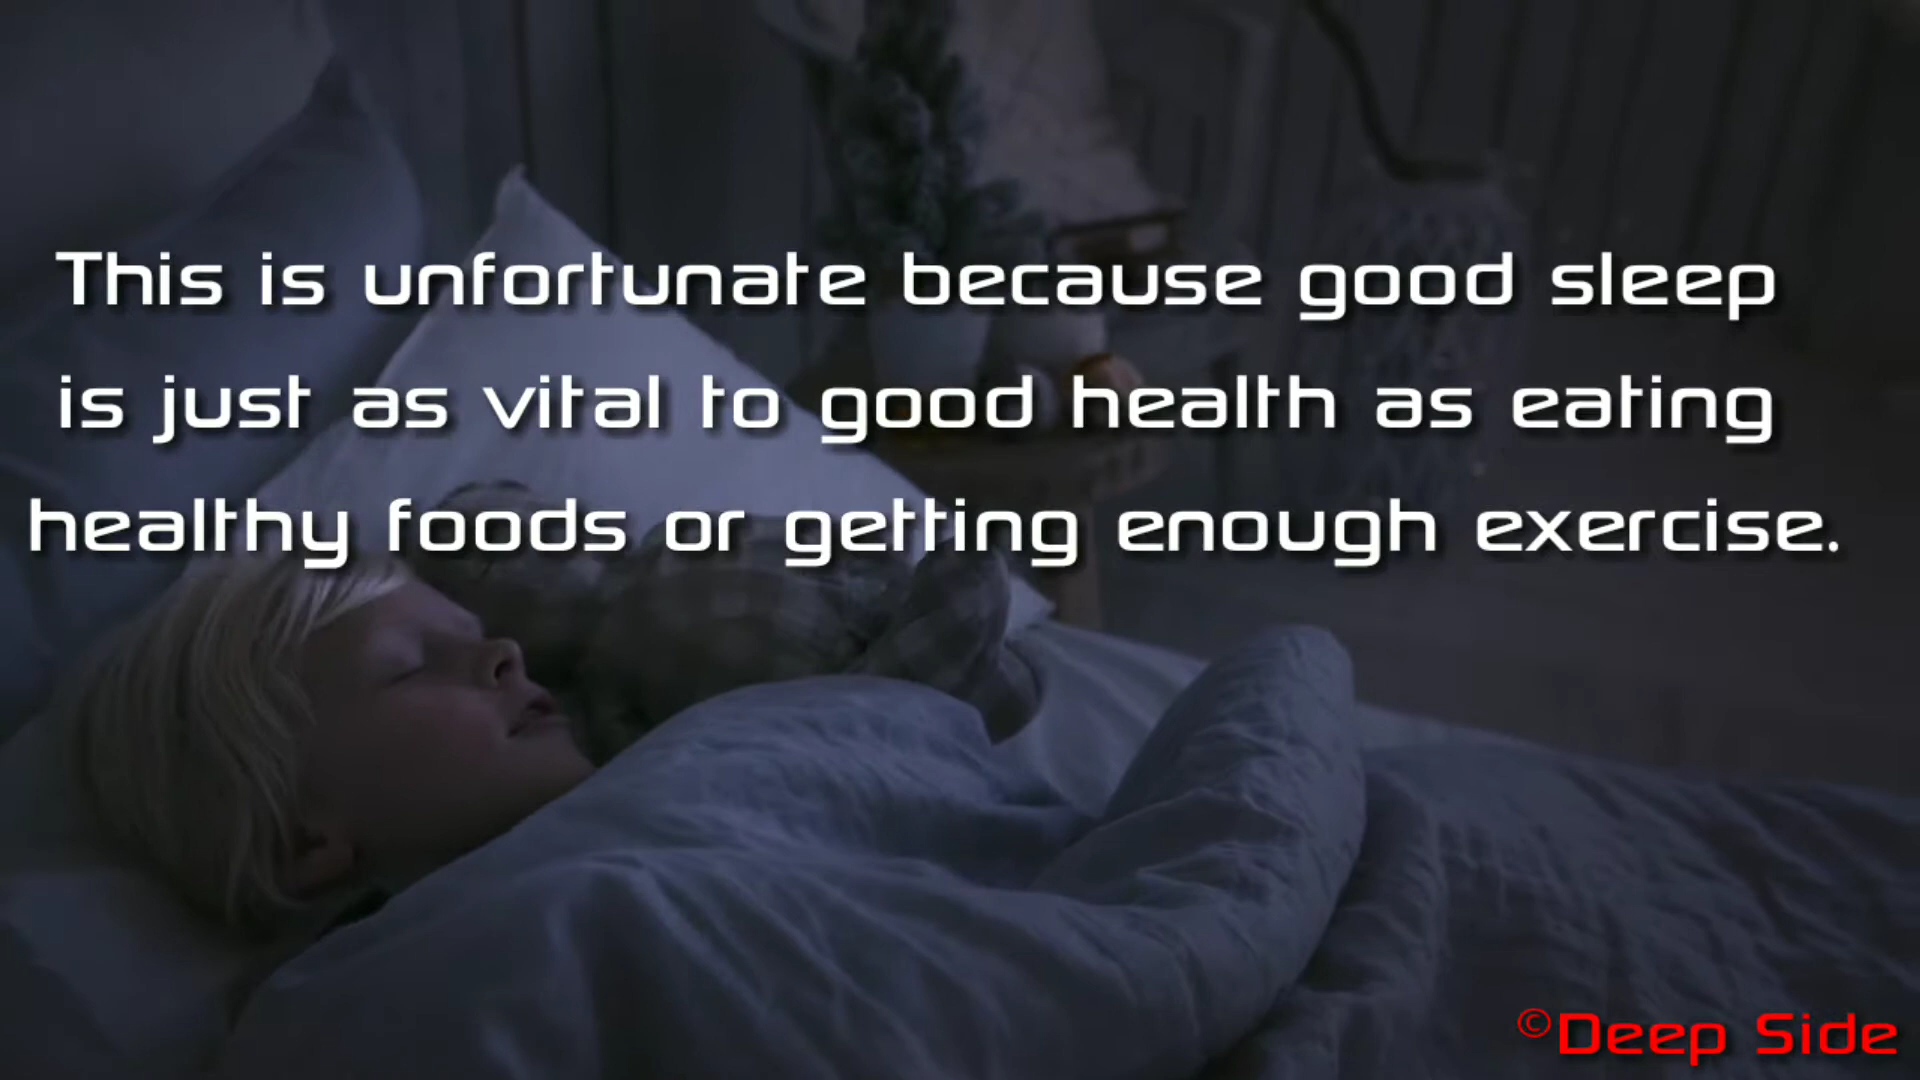 This is unfortunate because good sleep
is just as vital to good health as eating
healthy foods or getting enough exercise.
©Deep Side